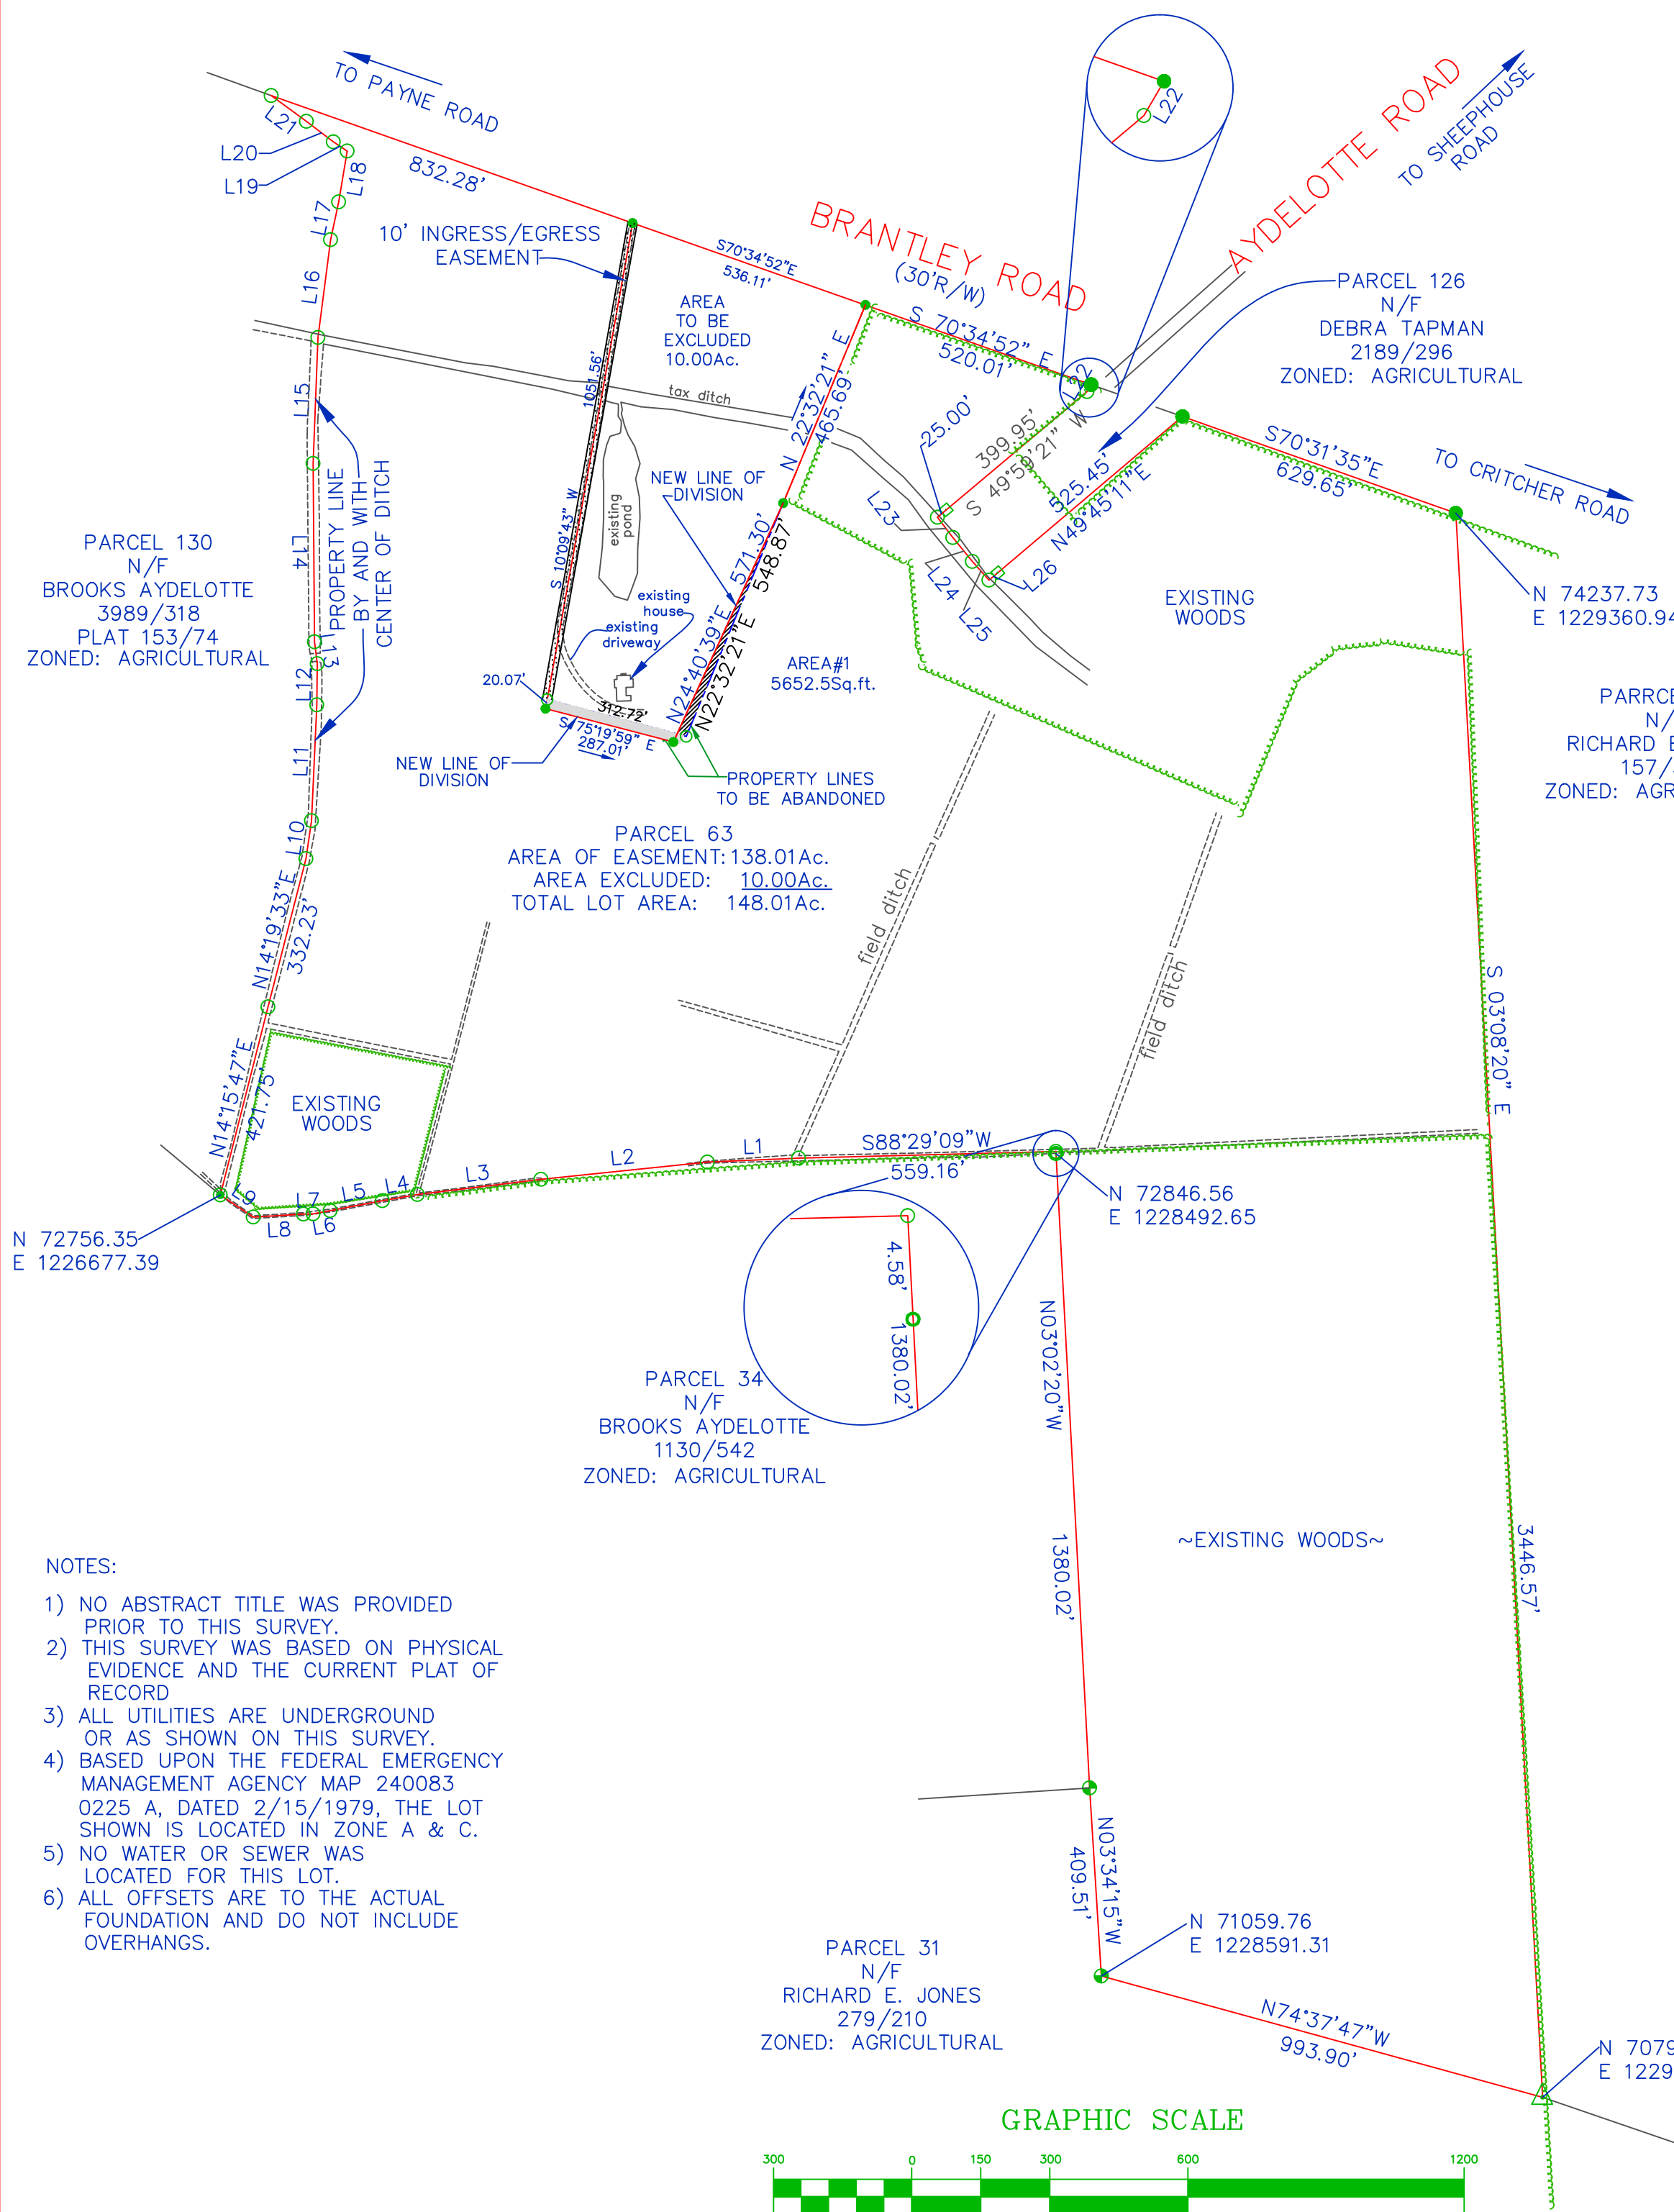 TO PAYNE ROAD
832.28'
L21
L20
L19
L18
L17
L16
L15
L14
L13
L12
L11
L10
10' INGRESS/EGRESS
EASEMENT
S70°34'52"E
536.11'
BRANTLEY ROAD
(30'R/W)
AYDELOTTE ROAD
TO SHEEPHOUSE
ROAD
L22
L22
S 70°34'52" E
520.01'
PARCEL 126
N/F
DEBRA TAPMAN
2189/296
ZONED: AGRICULTURAL
AREA
TO BE
EXCLUDED
10.00Ac.
tax ditch
1051.56'
S 10°09'43" W
N 22°32'21" E
465.69'
25.00'
399.95'
S 49°59'21" W
525.45'
N49°45'11"E
L23
L24
L25
L26
S70°31'35"E
629.65'
TO CRITCHER ROAD
N 74237.73
E 1229360.94
EXISTING
WOODS
PARCEL 130
N/F
BROOKS AYDELOTTE
3989/318
PLAT 153/74
ZONED: AGRICULTURAL
PROPERTY LINE
BY AND WITH
CENTER OF DITCH
existing
pond
NEW LINE OF
DIVISION
existing
house
existing
driveway
N24°40'39"E 571.30'
N22°32'21"E 548.87'
AREA#1
5652.5Sq.ft.
20.07'
312.72'
S 75°19'59" E
287.01'
NEW LINE OF
DIVISION
PROPERTY LINES
TO BE ABANDONED
PARRCE
N/
RICHARD E
157/
ZONED: AGR
PARCEL 63
AREA OF EASEMENT: 138.01Ac.
AREA EXCLUDED: 10.00Ac.
TOTAL LOT AREA: 148.01Ac.
field ditch
field ditch
N14°19'33"E
332.23'
N14°15'47"E
421.75'
EXISTING
WOODS
S 03°08'20" E
3446.57'
L9
L8
L7
L6
L5
L4
L3
L2
L1
S88°29'09"W
559.16'
N 72756.35
E 1226677.39
N 72846.56
E 1228492.65
4.58'
1380.02'
N03°02'20"W
1380.02'
PARCEL 34
N/F
BROOKS AYDELOTTE
1130/542
ZONED: AGRICULTURAL
~EXISTING WOODS~
NOTES:
1) NO ABSTRACT TITLE WAS PROVIDED
PRIOR TO THIS SURVEY.
2) THIS SURVEY WAS BASED ON PHYSICAL
EVIDENCE AND THE CURRENT PLAT OF
RECORD
3) ALL UTILITIES ARE UNDERGROUND
OR AS SHOWN ON THIS SURVEY.
4) BASED UPON THE FEDERAL EMERGENCY
MANAGEMENT AGENCY MAP 240083
0225 A, DATED 2/15/1979, THE LOT
SHOWN IS LOCATED IN ZONE A & C.
5) NO WATER OR SEWER WAS
LOCATED FOR THIS LOT.
6) ALL OFFSETS ARE TO THE ACTUAL
FOUNDATION AND DO NOT INCLUDE
OVERHANGS.
N03°34'15"W
409.51'
N 71059.76
E 1228591.31
PARCEL 31
N/F
RICHARD E. JONES
279/210
ZONED: AGRICULTURAL
N74°37'47"W
993.90'
N 7079
E 1229
GRAPHIC SCALE
300 0 150 300 600 1200